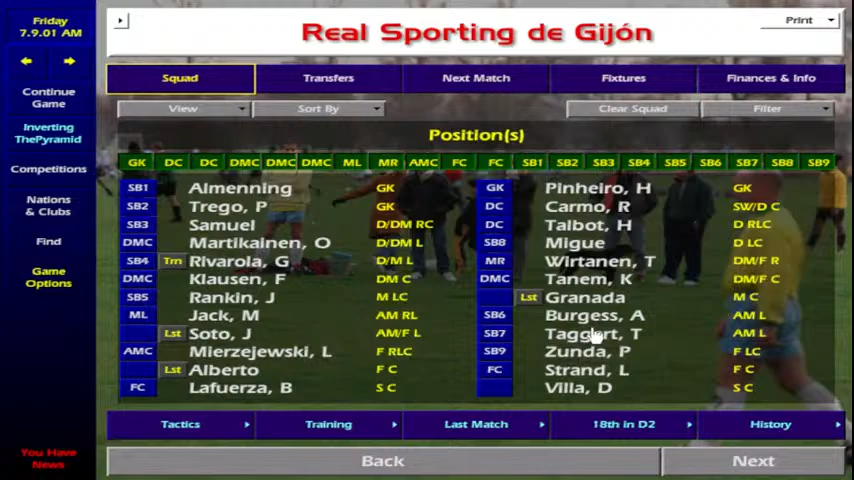 Friday
7.9.01 AM
Continue
Game
Inverting
ThePyramid
Competitions
Nations
& Clubs
Find
Game
Options
You Have
News
Real Sporting de Gijón
Print
Squad Transfers Next Match Fixtures Finances & Info
View Sort By Clear Squad Filter
Position(s)
GK DC DC DMC DMC DMC ML MR AMC FC FC SB1 SB2 SB3 SB4 SB5 SB6 SB7 SB8 SB9
SB1 Almenning GK GK Pinheiro, H GK
SB2 Trego, P GK DC Carmo, R SW/D C
SB3 Samuel D/DM RC DC Talbot, H D RLC
DMC Martikainen, O D/DM L SB8 Migue D LC
SB4 Trn Rivarola, G D/M L MR Wirtanen, T DM/F R
DMC Klausen, F DM C DMC Tanem, K DM/F C
SB5 Rankin, J M LC Lst Granada M C
ML Jack, M AM RL SB6 Burgess, A AM L
Lst Soto, J AM/F L SB7 Taggert, T AM L
AMC Mierzejewski, L F RLC SB9 Zunda, P F LC
Lst Alberto F C FC Strand, L F C
FC Lafuerza, B S C Villa, D S C
Tactics Training Last Match 18th in D2 History
Back Next